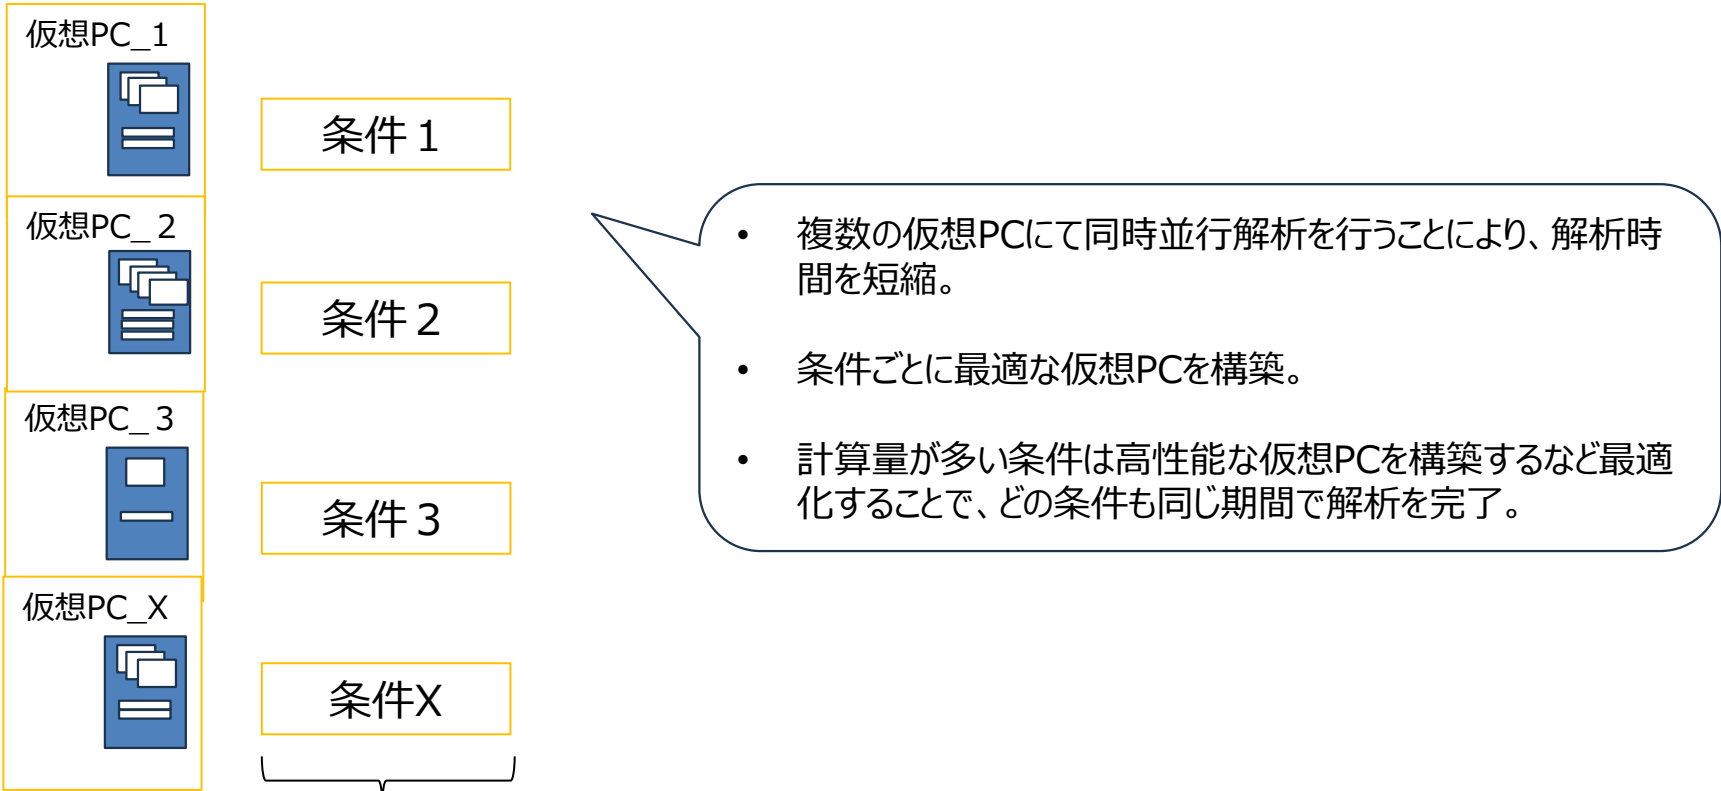 仮想PC_1
条件１
仮想PC_２
条件２
仮想PC_３
条件３
仮想PC_X
条件X
• 複数の仮想PCにて同時並行解析を行うことにより、解析時
間を短縮。
• 条件ごとに最適な仮想PCを構築。
• 計算量が多い条件は高性能な仮想PCを構築するなど最適
化することで、どの条件も同じ期間で解析を完了。